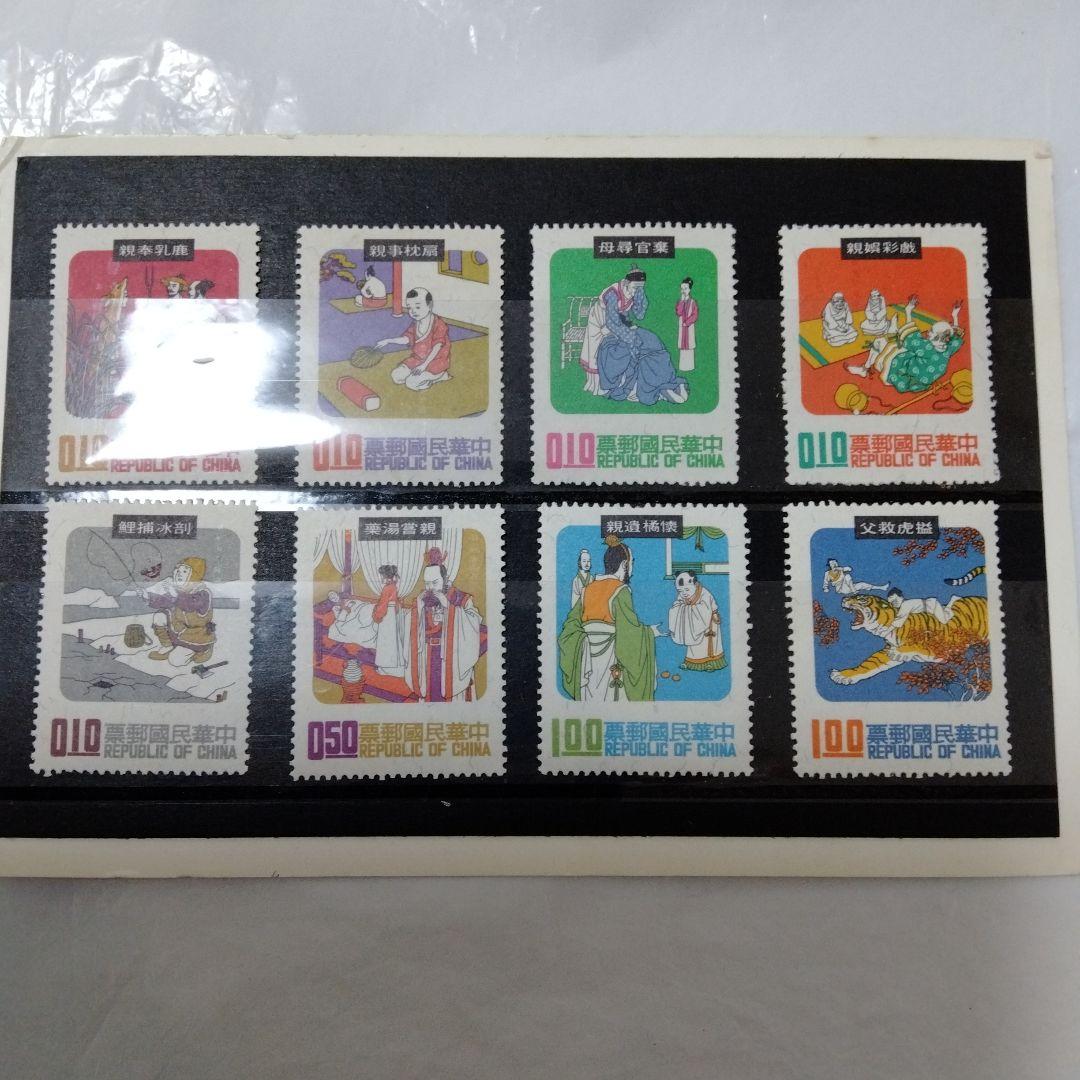 鹿乳奉親
REPUBLIC OF CHINA
扇枕事親
0.10 中華民國郵票
REPUBLIC OF CHINA
棄官尋母
0.10 中華民國郵票
REPUBLIC OF CHINA
戲彩娛親
0.10 中華民國郵票
REPUBLIC OF CHINA
剖冰捕鯉
0.10 中華民國郵票
REPUBLIC OF CHINA
親嘗湯藥
0.50 中華民國郵票
REPUBLIC OF CHINA
懷橘遺親
1.00 中華民國郵票
REPUBLIC OF CHINA
搤虎救父
1.00 中華民國郵票
REPUBLIC OF CHINA